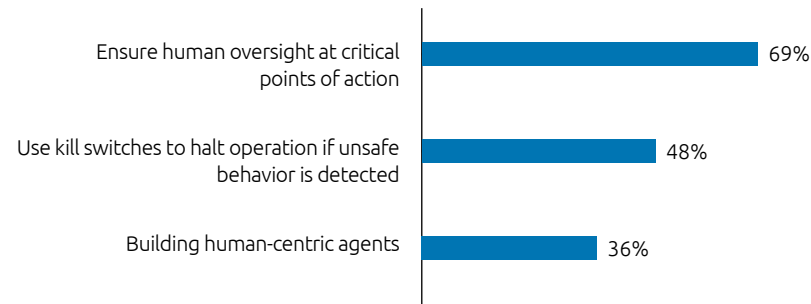 Ensure human oversight at critical
points of action
69%
Use kill switches to halt operation if unsafe
behavior is detected
48%
Building human-centric agents
36%